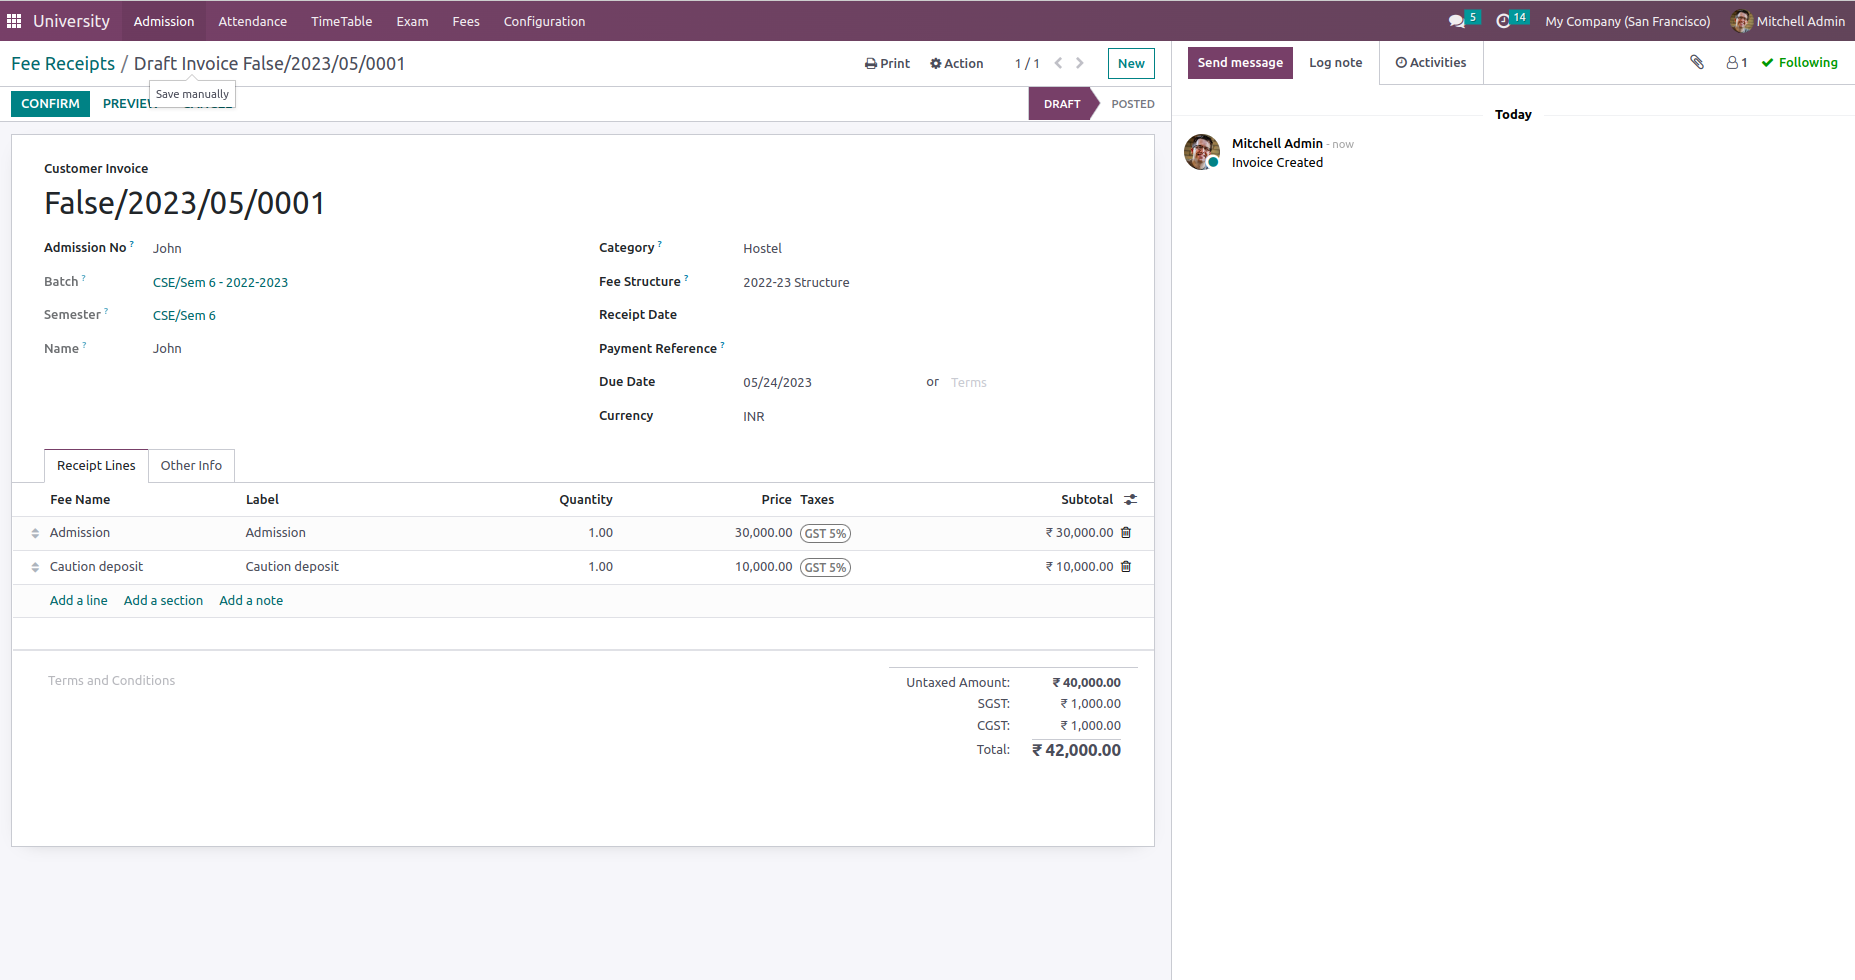 University Admission Attendance TimeTable Exam Fees Configuration 5 14 My Company (San Francisco) Mitchell Admin
Fee Receipts / Draft Invoice False/2023/05/0001 Print Action 1 / 1 New
Send message Log note Activities 1 Following
Save manually
CONFIRM PREVIEW DRAFT POSTED
Today
Mitchell Admin - now
Invoice Created
Customer Invoice
False/2023/05/0001
Admission No ? John Category ? Hostel
Batch ? CSE/Sem 6 - 2022-2023 Fee Structure ? 2022-23 Structure
Semester ? CSE/Sem 6 Receipt Date
Name ? John Payment Reference ?
Due Date 05/24/2023 or Terms
Currency INR
Receipt Lines Other Info
Fee Name Label Quantity Price Taxes Subtotal
Admission Admission 1.00 30,000.00 GST 5% ₹ 30,000.00
Caution deposit Caution deposit 1.00 10,000.00 GST 5% ₹ 10,000.00
Add a line Add a section Add a note
Terms and Conditions
Untaxed Amount: ₹ 40,000.00
SGST: ₹ 1,000.00
CGST: ₹ 1,000.00
Total: ₹ 42,000.00